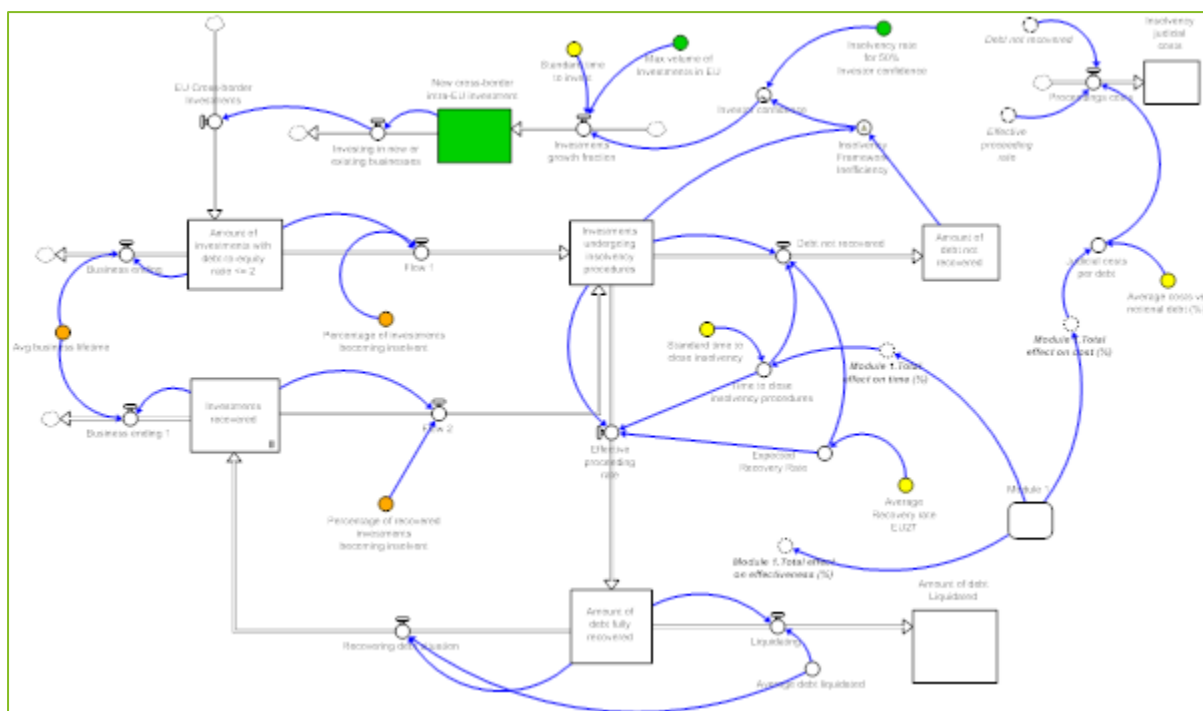 Insolvency
judicial
costs
Debt not recovered
Proceedings costs
Effective
proceeding
rate
Max volume of
Investments in EU
Standard time
to invest
Insolvency rate
for 50%
Investor confidence
EU Cross-border
Investments
New cross-border
intra-EU investment
Investor confidence
Investing in new or
existing businesses
Investments
growth fraction
Insolvency
Framework
Inefficiency
Amount of
investments with
debt-to-equity
Business ending
Flow 1
Investments
undergoing
insolvency
procedures
Debt not recovered
Amount of
debt not
recovered
Judicial costs
per debt
Average costs
notional debt
Avg business lifetime
Percentage of investments
becoming insolvent
Standard time to
close insolvency
Module 1.Total
effect on time (%)
Module 1.Total
effect on cost (%)
Time to close
insolvency procedures
Investments
recovered
Business ending 1
Flow 2
Effective
proceeding
rate
Expected
Recovery Rate
Average
Recovery rate
EU27
Module 1
Percentage of recovered
investments
becoming insolvent
Module 1.Total effect
on effectiveness (%)
Amount of debt
Liquidated
Amount of
debt fully
recovered
Recovering debt
Liquidating
Average debt liquidated